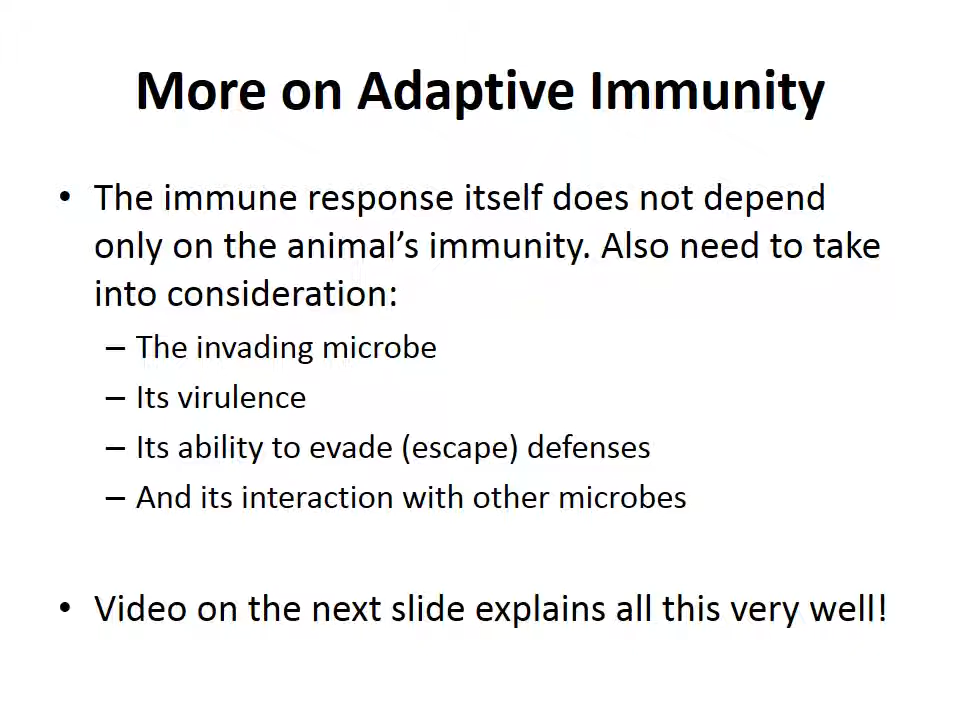 More on Adaptive Immunity
• The immune response itself does not depend
only on the animal’s immunity. Also need to take
into consideration:
– The invading microbe
– Its virulence
– Its ability to evade (escape) defenses
– And its interaction with other microbes
• Video on the next slide explains all this very well!